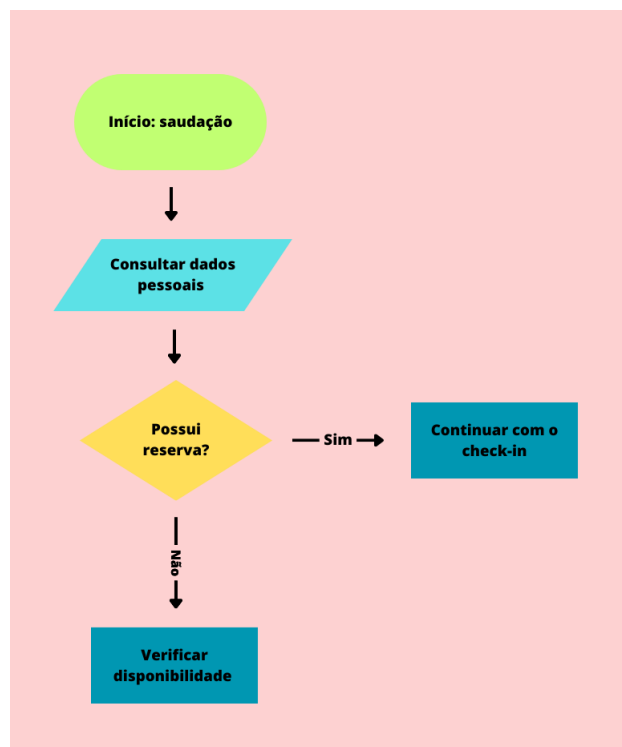 Início: saudação
Consultar dados
pessoais
Possui
reserva?
Sim
Continuar com o
check-in
Não
Verificar
disponibilidade